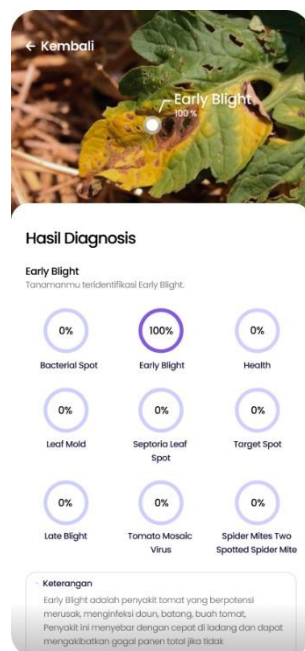 ← Kembali
Early Blight
100 %
Hasil Diagnosis
Early Blight
Tanamanmu teridentifikasi Early Blight.
0% 100% 0%
Bacterial Spot Early Blight Health
0% 0% 0%
Leaf Mold Septoria Leaf Spot Target Spot
0% 0% 0%
Late Blight Tomato Mosaic Virus Spider Mites Two Spotted Spider Mite
Keterangan
Early Blight adalah penyakit tomat yang berpotensi
merusak, menginfeksi daun, batang, buah tomat,
Penyakit ini menyebar dengan cepat di ladang dan dapat
mengakibatkan gagal panen total jika tidak